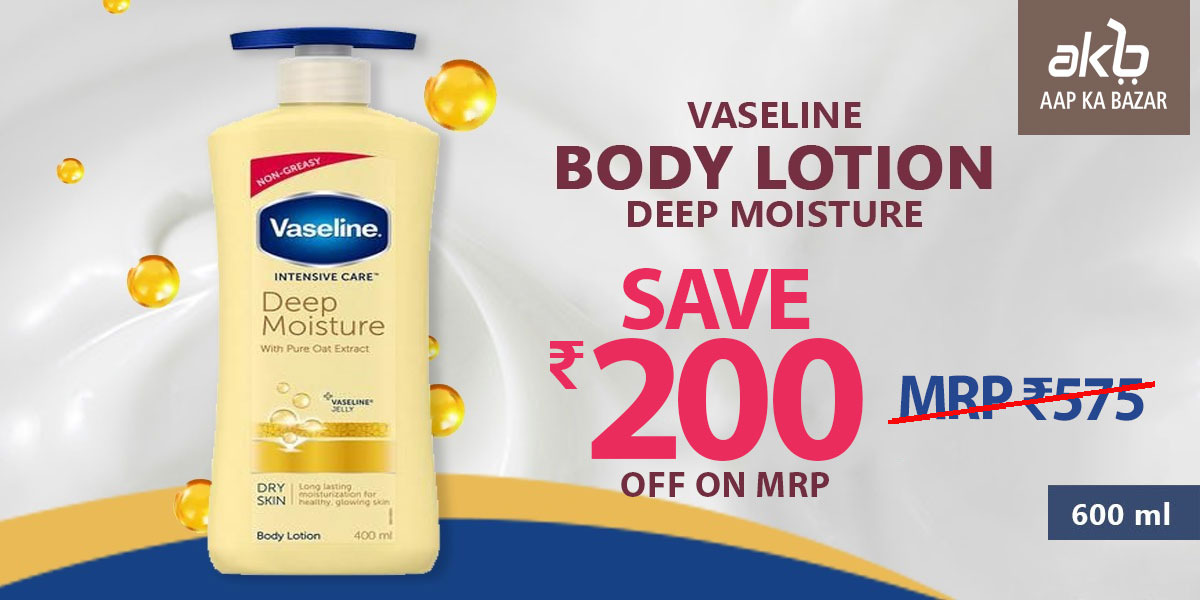 akb
AAP KA BAZAR
VASELINE
BODY LOTION
DEEP MOISTURE
SAVE
₹200
OFF ON MRP
MRP ₹575
600 ml
NON-GREASY
Vaseline.
INTENSIVE CARE™
Deep
Moisture
With Pure Oat Extract
VASELINE®
JELLY
DRY
SKIN
Long lasting
moisturization for
healthy, glowing skin
Body Lotion 400 ml